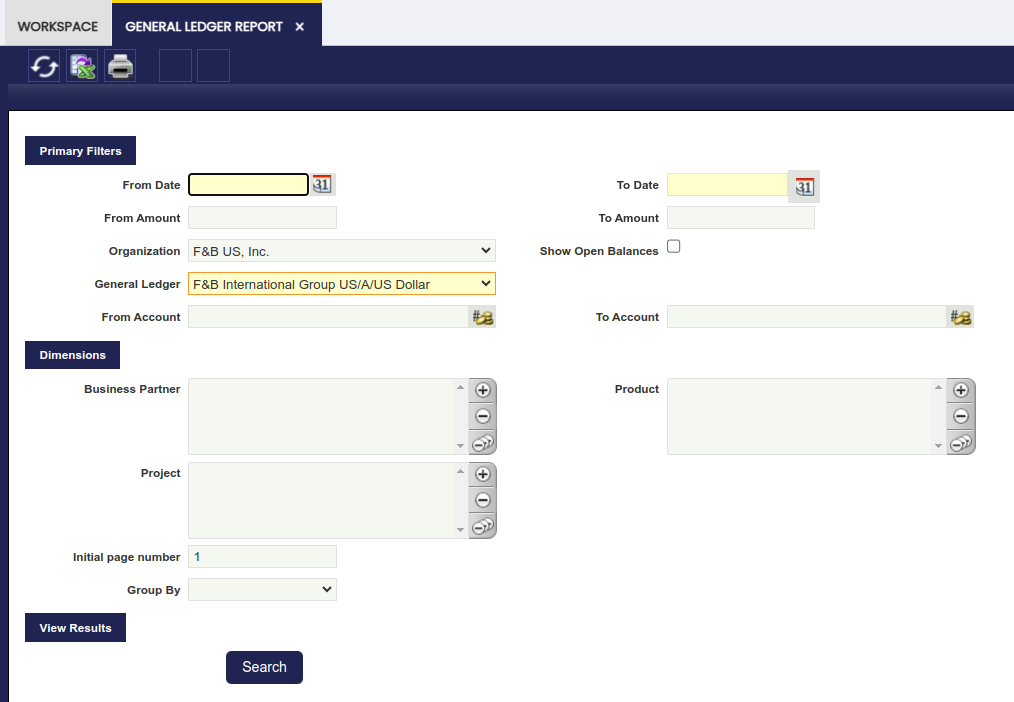 WORKSPACE GENERAL LEDGER REPORT ×
Primary Filters
From Date 31 To Date 31
From Amount To Amount
Organization F&B US, Inc. Show Open Balances
General Ledger F&B International Group US/A/US Dollar
From Account # To Account #
Dimensions
Business Partner Product
Project
Initial page number 1
Group By
View Results
Search